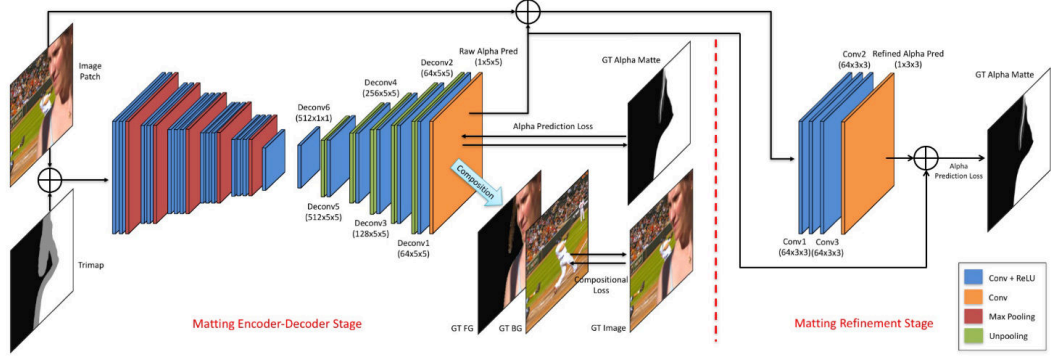 Image
Patch
Trimap
Deconv6
(512x1x1)
Deconv5
(512x5x5)
Deconv4
(256x5x5)
Deconv3
(128x5x5)
Deconv2
(64x5x5)
Deconv1
(64x5x5)
Raw Alpha Pred
(1x5x5)
Composition
Alpha Prediction Loss
GT Alpha Matte
GT FG
GT BG
Compositional
Loss
GT Image
Matting Encoder-Decoder Stage
Conv2
(64x3x3)
Refined Alpha Pred
(1x3x3)
Conv1
(64x3x3)
Conv3
(64x3x3)
Alpha
Prediction Loss
GT Alpha Matte
Matting Refinement Stage
Conv + ReLU
Conv
Max Pooling
Unpooling